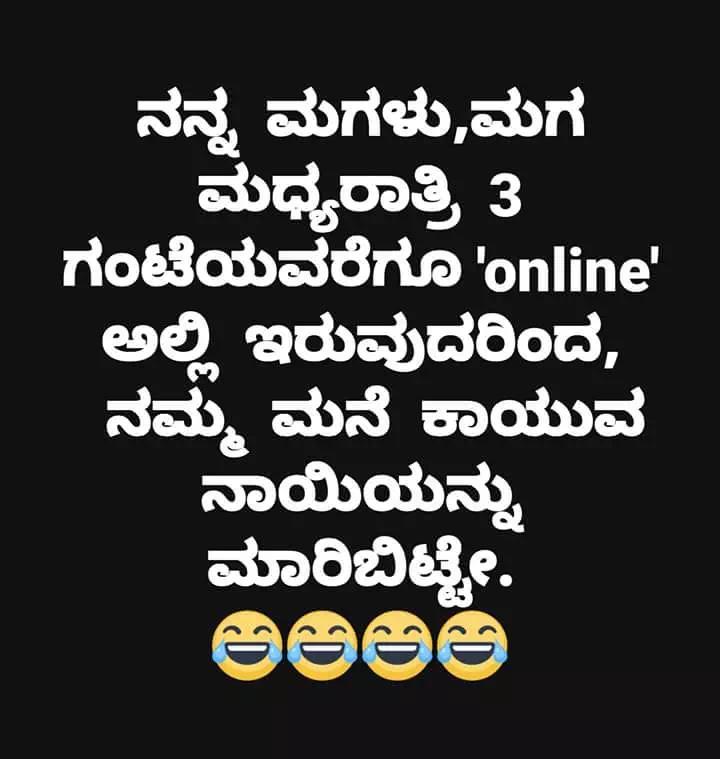 ನನ್ನ ಮಗಳು,ಮಗ
ಮಧ್ಯರಾತ್ರಿ 3
ಗಂಟೆಯವರೆಗೂ 'online'
ಅಲ್ಲಿ ಇರುವುದರಿಂದ,
ನಮ್ಮ ಮನೆ ಕಾಯುವ
ನಾಯಿಯನ್ನು
ಮಾರಿಬಿಟ್ಟೇ.
😂😂😂😂